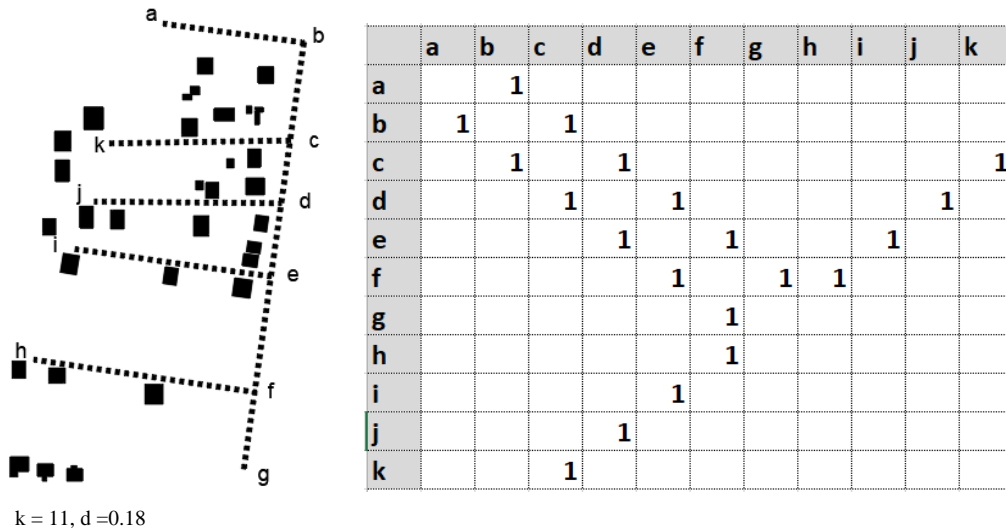 a
b
c
k
j
d
i
e
h
f
g
a b c d e f g h i j k
a 1
b 1 1
c 1 1 1
d 1 1 1
e 1 1 1
f 1 1 1
g 1
h 1
i 1
j 1
k 1
k = 11, d =0.18